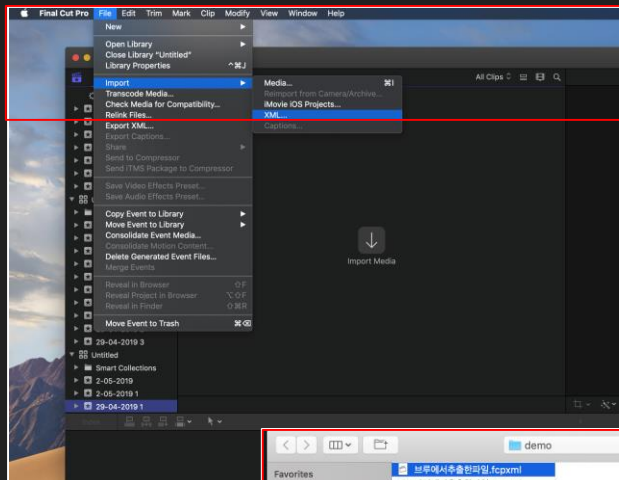 Final Cut Pro File Edit Trim Mark Clip Modify View Window Help
New
Open Library
Close Library "Untitled"
Library Properties ^⌘J
Import
Transcode Media...
Check Media for Compatibility...
Relink Files...
Export XML...
Export Captions...
Share
Send to Compressor
Send iTMS Package to Compressor
Save Video Effects Preset...
Save Audio Effects Preset...
Copy Event to Library
Move Event to Library
Consolidate Event Media...
Consolidate Motion Content...
Delete Generated Event Files...
Merge Events
Reveal in Browser ⇧F
Reveal Project in Browser ⌥⇧F
Reveal in Finder ⇧⌘R
Move Event to Trash ⌘⌫
Media... ⌘I
Reimport from Camera/Archive...
iMovie iOS Projects...
XML...
Captions...
All Clips
Import Media
29-04-2019 3
Untitled
Smart Collections
2-05-2019
2-05-2019 1
29-04-2019 1
Index
demo
Favorites
브루에서추출한파일.fcpxml